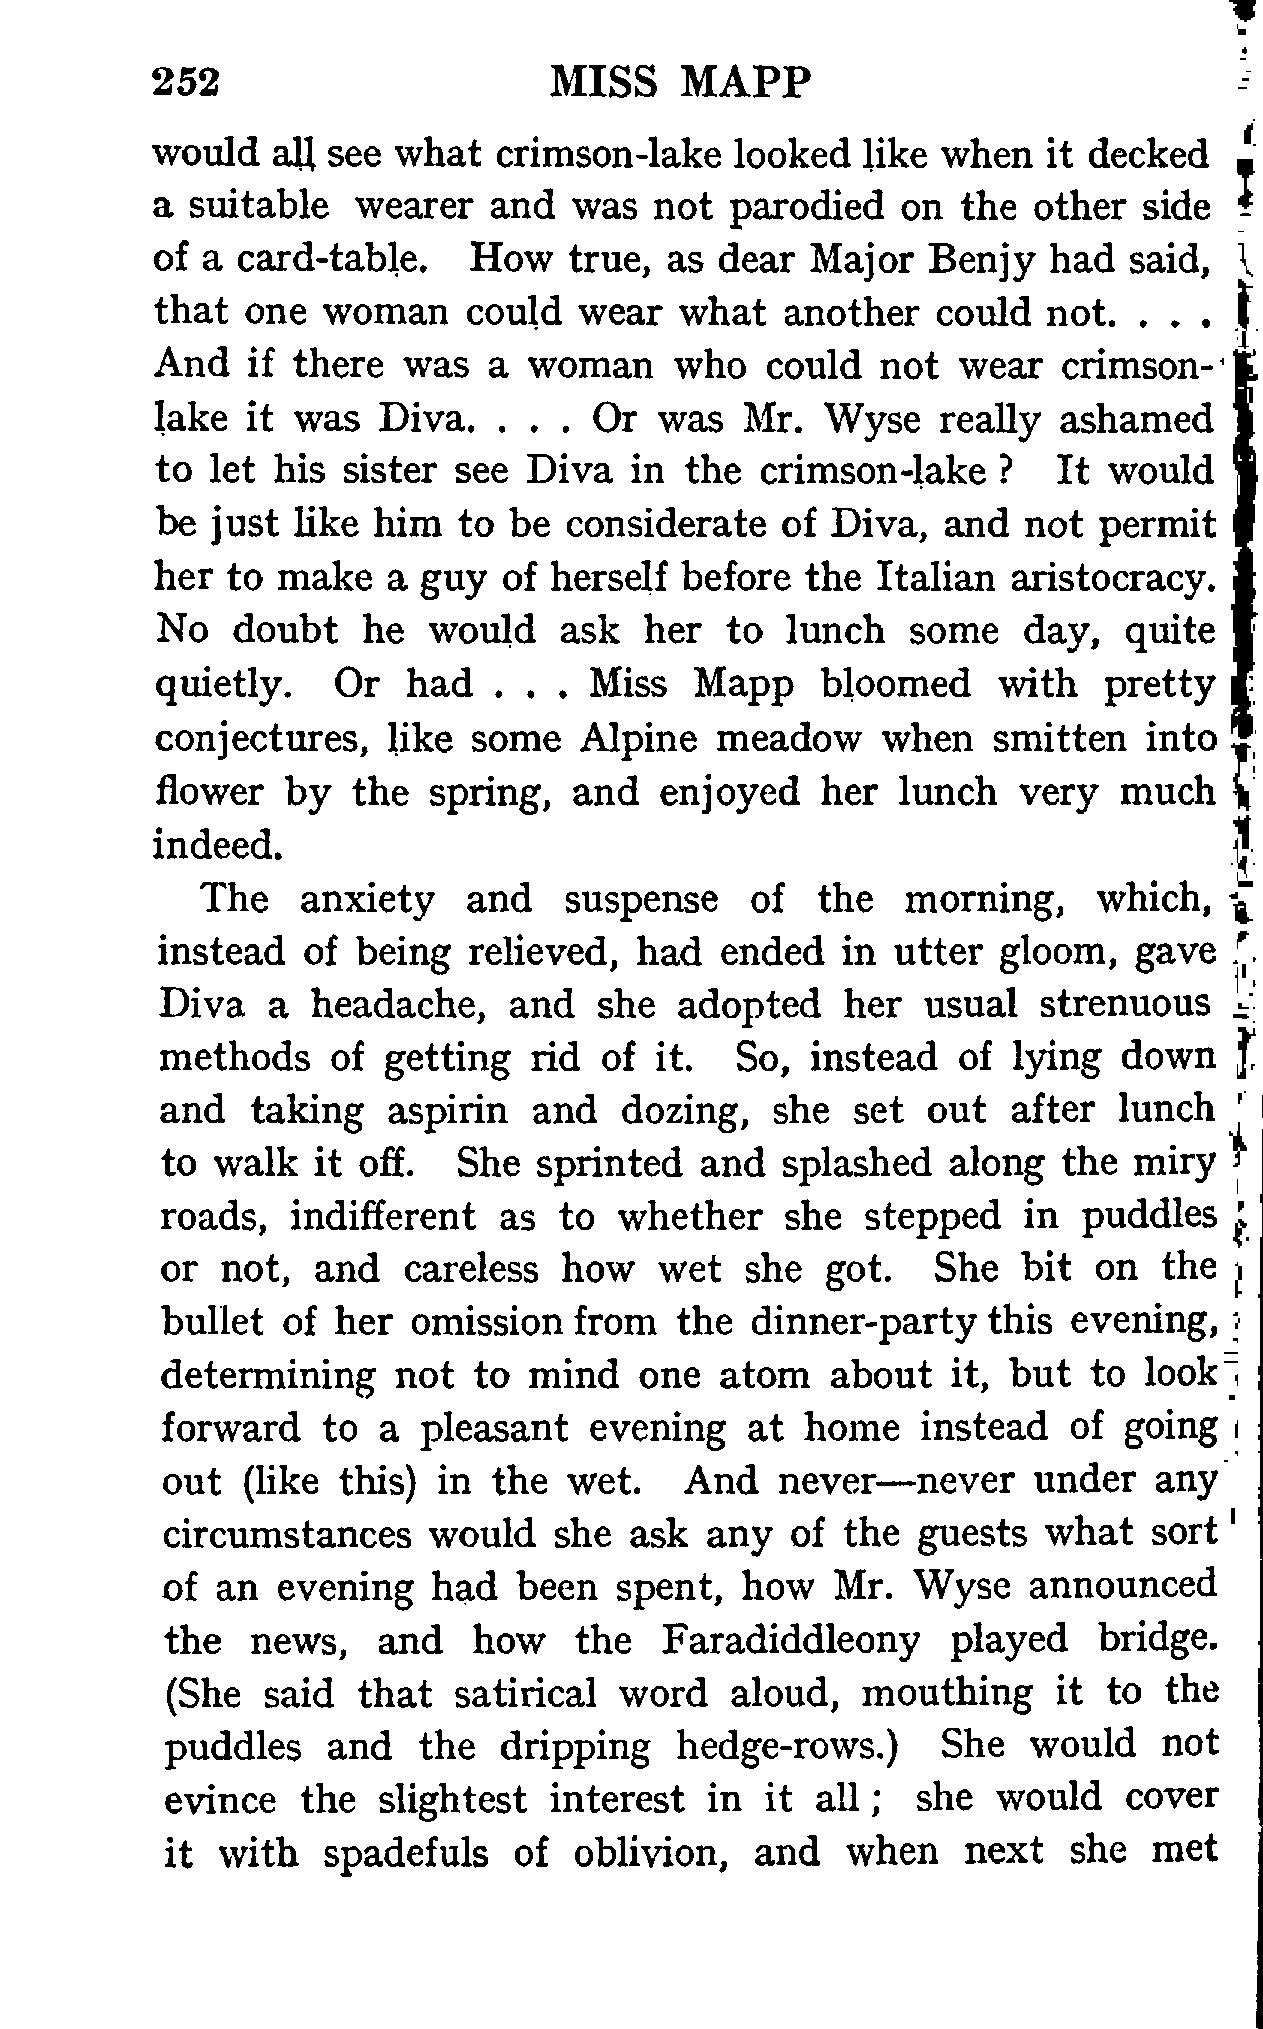 252 MISS MAPP
would all see what crimson-lake looked like when it decked
a suitable wearer and was not parodied on the other side
of a card-table. How true, as dear Major Benjy had said,
that one woman could wear what another could not. . . .
And if there was a woman who could not wear crimson-
lake it was Diva. . . . Or was Mr. Wyse really ashamed
to let his sister see Diva in the crimson-lake ? It would
be just like him to be considerate of Diva, and not permit
her to make a guy of herself before the Italian aristocracy.
No doubt he would ask her to lunch some day, quite
quietly. Or had . . . Miss Mapp bloomed with pretty
conjectures, like some Alpine meadow when smitten into
flower by the spring, and enjoyed her lunch very much
indeed.
The anxiety and suspense of the morning, which,
instead of being relieved, had ended in utter gloom, gave
Diva a headache, and she adopted her usual strenuous
methods of getting rid of it. So, instead of lying down
and taking aspirin and dozing, she set out after lunch
to walk it off. She sprinted and splashed along the miry
roads, indifferent as to whether she stepped in puddles
or not, and careless how wet she got. She bit on the
bullet of her omission from the dinner-party this evening,
determining not to mind one atom about it, but to look
forward to a pleasant evening at home instead of going
out (like this) in the wet. And never—never under any
circumstances would she ask any of the guests what sort
of an evening had been spent, how Mr. Wyse announced
the news, and how the Faradiddleony played bridge.
(She said that satirical word aloud, mouthing it to the
puddles and the dripping hedge-rows.) She would not
evince the slightest interest in it all ; she would cover
it with spadefuls of oblivion, and when next she met